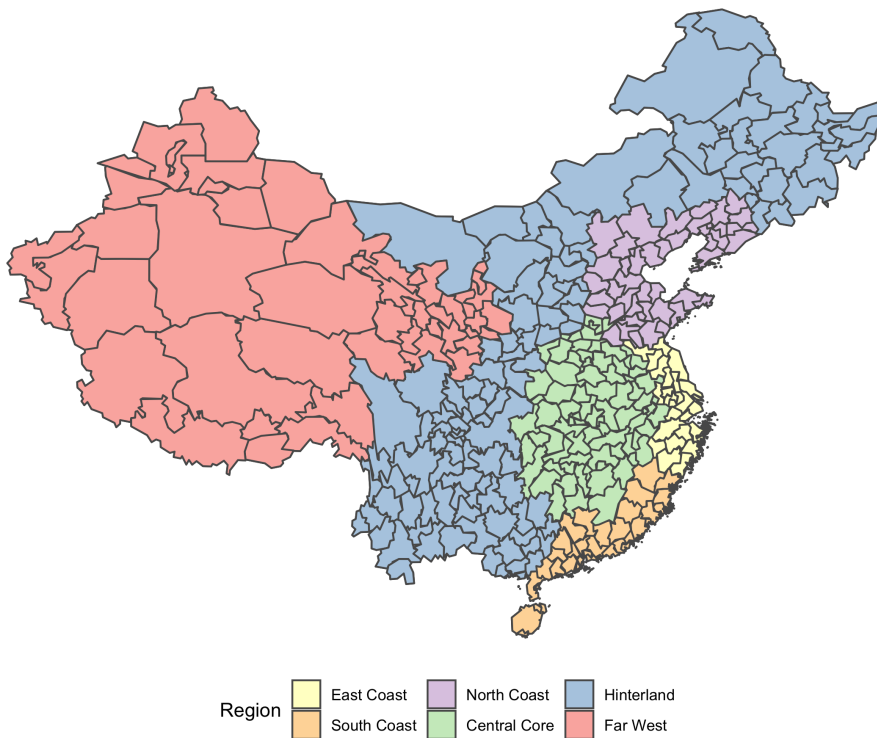 Region
East Coast
North Coast
Hinterland
South Coast
Central Core
Far West